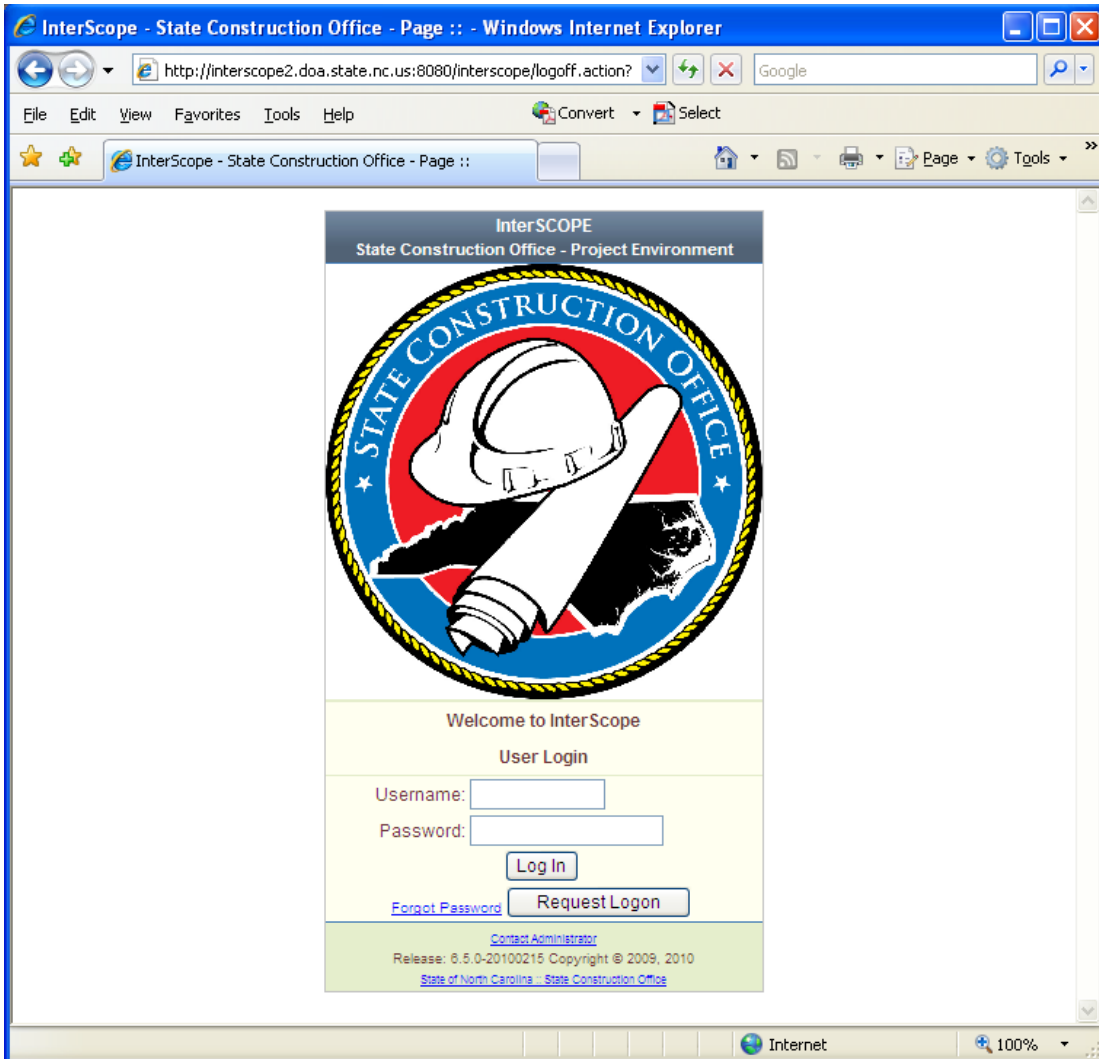 InterScope - State Construction Office - Page :: - Windows Internet Explorer
http://interscope2.doa.state.nc.us:8080/interscope/logoff.action?
Google
File Edit View Favorites Tools Help
Convert Select
InterScope - State Construction Office - Page ::
Page Tools »
InterSCOPE
State Construction Office - Project Environment
STATE CONSTRUCTION OFFICE
Welcome to InterScope
User Login
Username:
Password:
Log In
Forgot Password Request Logon
Contact Administrator
Release: 6.5.0-20100215 Copyright © 2009, 2010
State of North Carolina :: State Construction Office
Internet 100%